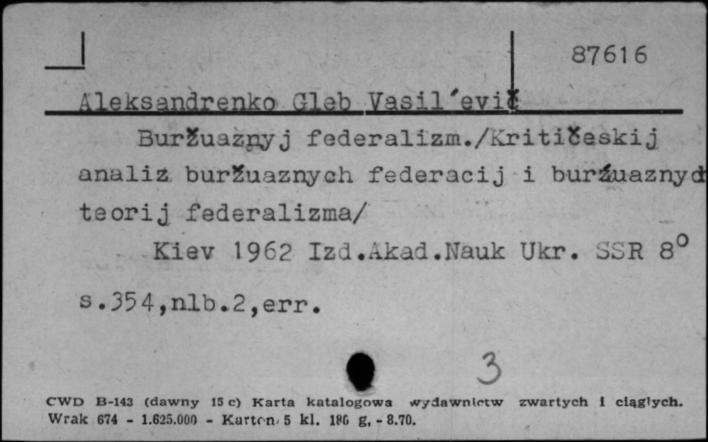 87616
Aleksandrenko Gleb Vasil'evič
Buržuaznyj federalizm./Kritičeskij
analiz buržuaznych federacij i buržuaznyc
teorij federalizma/
Kiev 1962 Izd.Akad.Nauk Ukr. SSR 8°
s.354,nlb.2,err.
3
CWD B-143 (dawny 15 c) Karta katalogowa wydawnictw zwartych i ciągłych.
Wrak 674 - 1.625.000 - Karton 5 kl. 180 g, - 8.70.